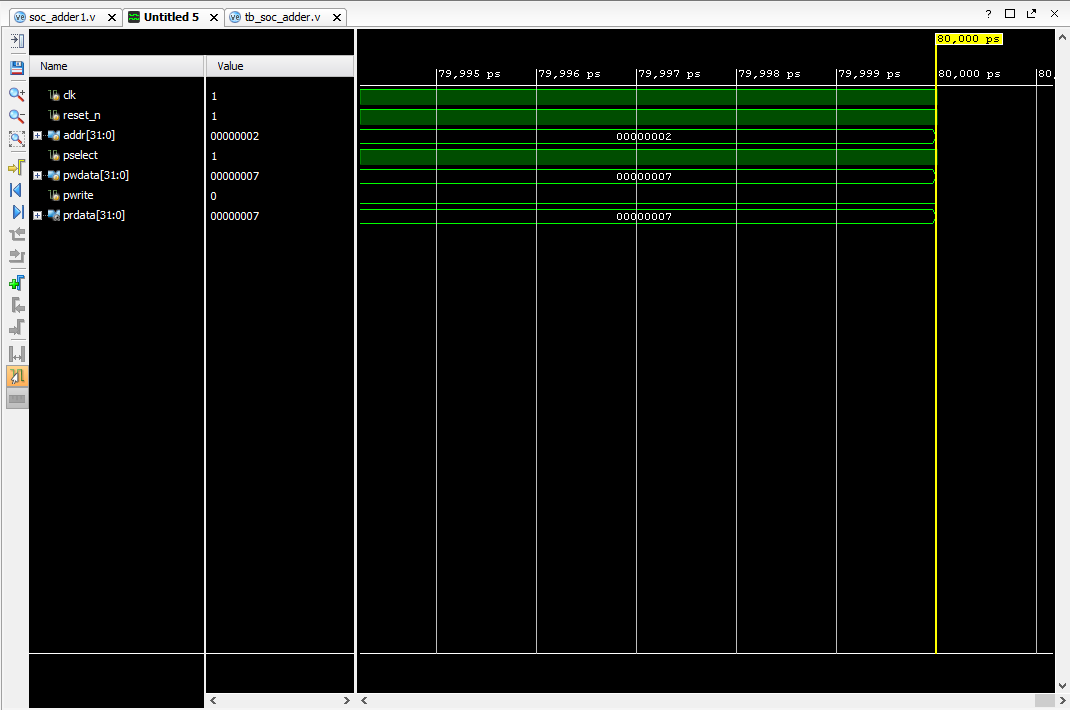 soc_adder1.v Untitled 5 tb_soc_adder.v ?
80,000 ps
Name Value 79,995 ps 79,996 ps 79,997 ps 79,998 ps 79,999 ps 80,000 ps 80,
clk 1
reset_n 1
addr[31:0] 00000002 00000002
pselect 1
pwdata[31:0] 00000007 00000007
pwrite 0
prdata[31:0] 00000007 00000007